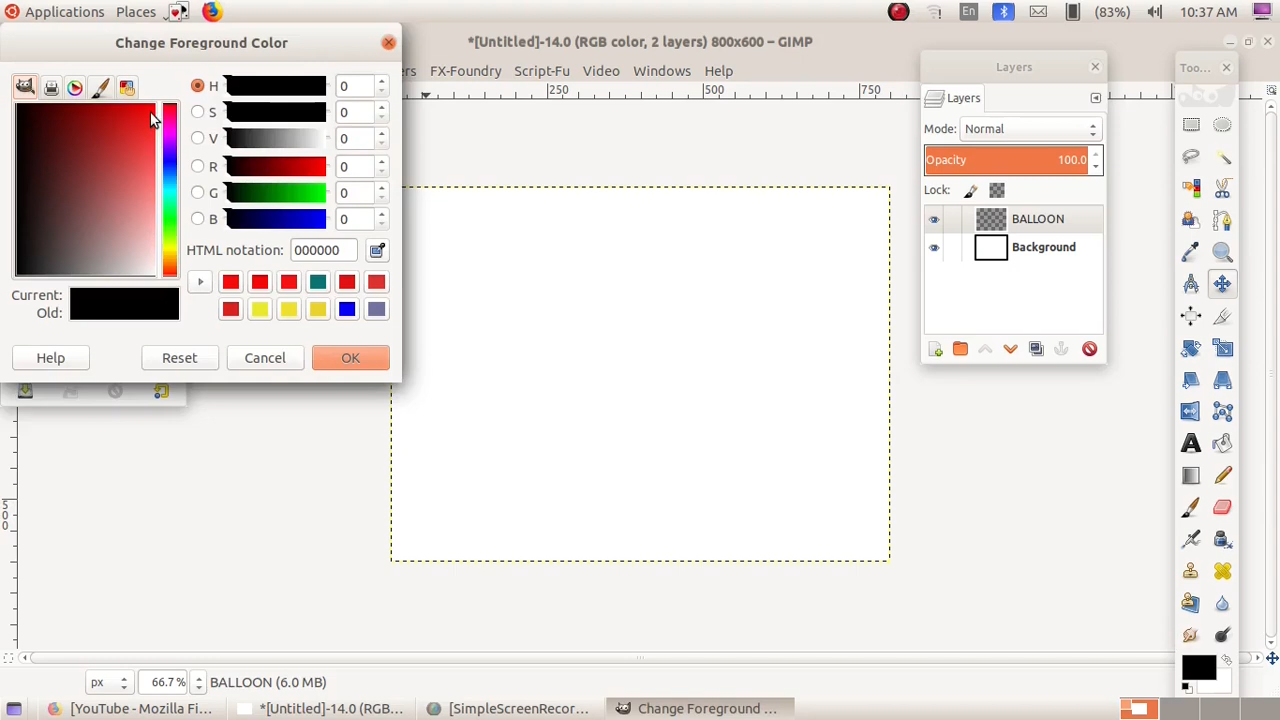 Applications Places En (83%) 10:37 AM
Change Foreground Color
*[Untitled]-14.0 (RGB color, 2 layers) 800x600 – GIMP
FX-Foundry Script-Fu Video Windows Help
Layers
Too...
250 500 750
Layers
Mode: Normal
Opacity 100.0
Lock:
BALLOON
Background
H 0
S 0
V 0
R 0
G 0
B 0
HTML notation: 000000
Current:
Old:
Help Reset Cancel OK
500
px 66.7 % BALLOON (6.0 MB)
[YouTube - Mozilla Fi... *[Untitled]-14.0 (RGB... [SimpleScreenRecor... Change Foreground ...